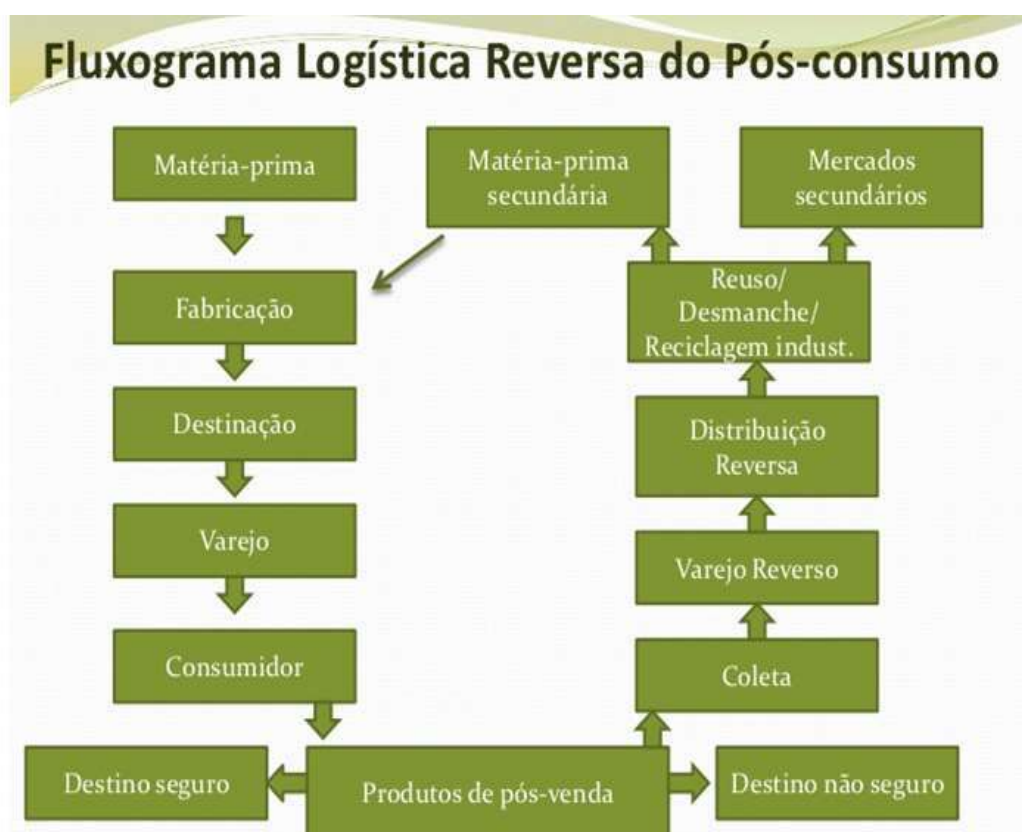 Fluxograma Logística Reversa do Pós-consumo
Matéria-prima
Matéria-prima
secundária
Mercados
secundários
Fabricação
Reuso/
Desmanche/
Reciclagem indust.
Destinação
Distribuição
Reversa
Varejo
Varejo Reverso
Consumidor
Coleta
Destino seguro
Produtos de pós-venda
Destino não seguro